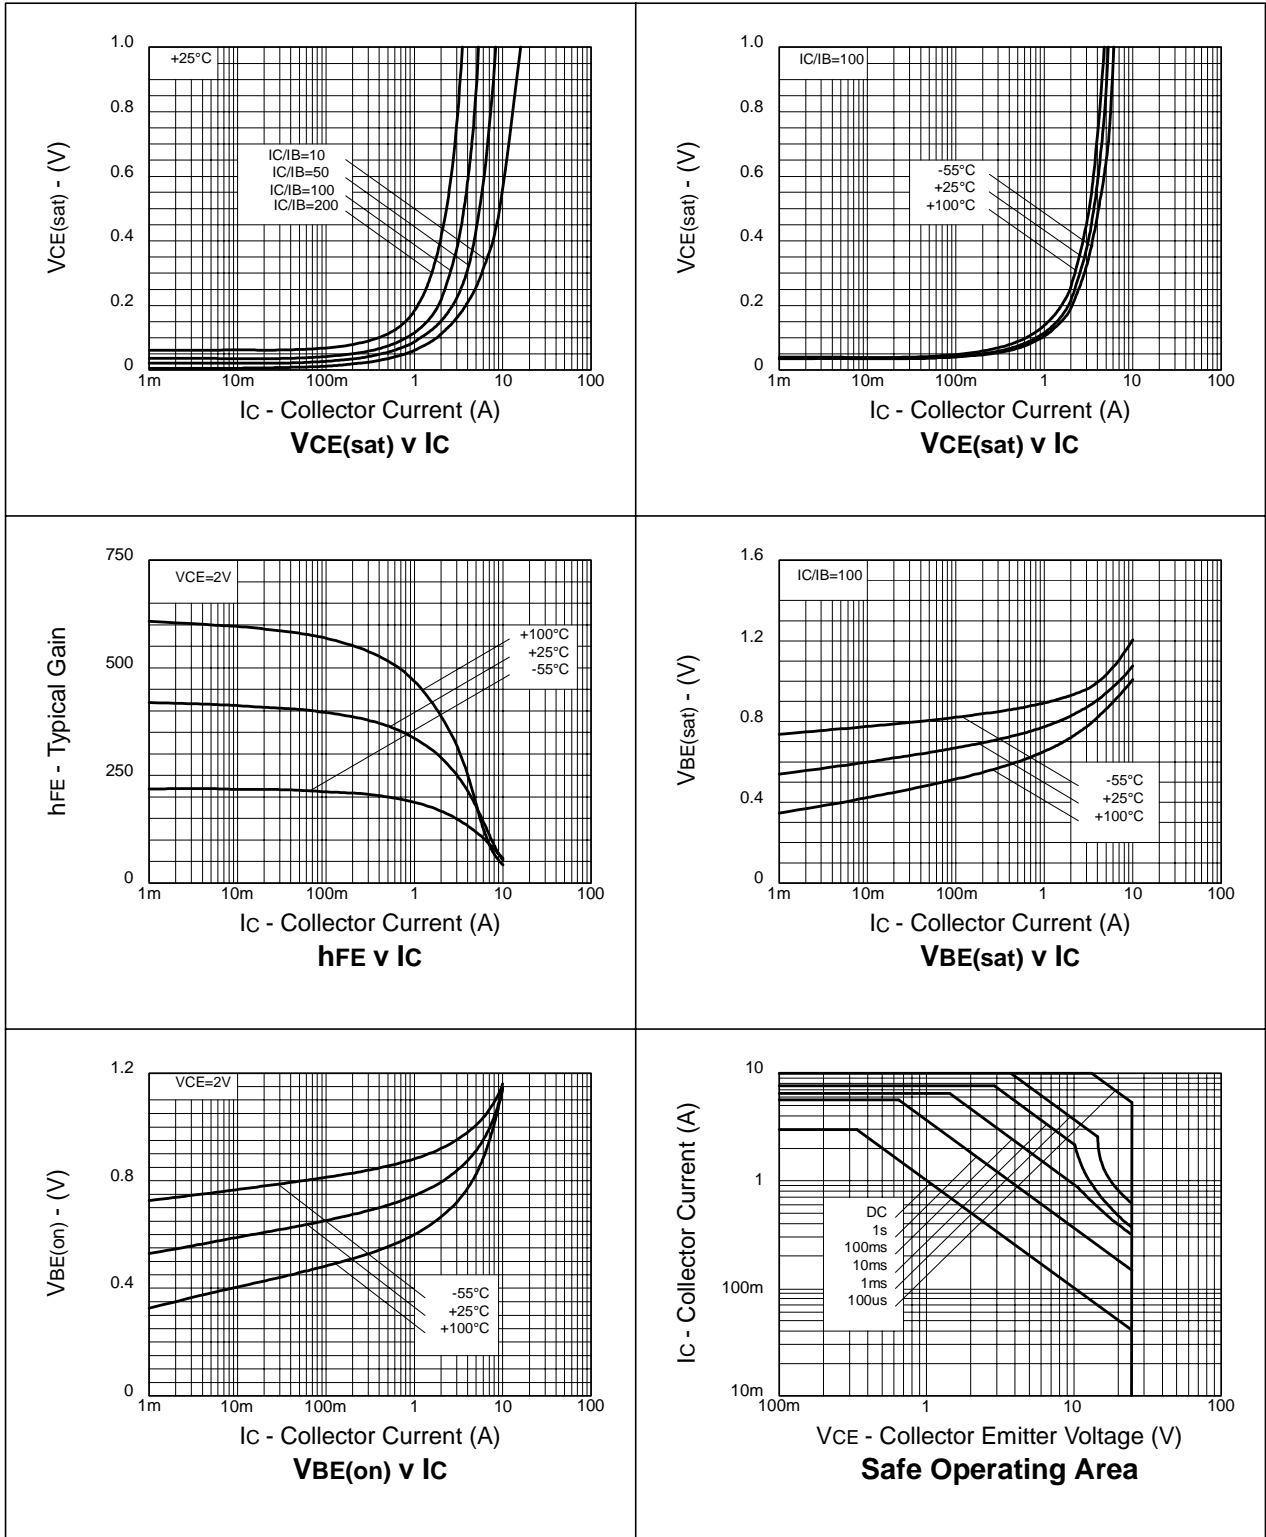 1.0
+25°C
0.8
IC/IB=10
IC/IB=50
IC/IB=100
IC/IB=200
0.6
0.4
0.2
0
1m 10m 100m 1 10 100
VCE(sat) - (V)
IC - Collector Current (A)
VCE(sat) v IC
1.0
IC/IB=100
0.8
0.6
-55°C
+25°C
+100°C
0.4
0.2
0
1m 10m 100m 1 10 100
VCE(sat) - (V)
IC - Collector Current (A)
VCE(sat) v IC
750
VCE=2V
+100°C
+25°C
-55°C
500
250
0
1m 10m 100m 1 10 100
hFE - Typical Gain
IC - Collector Current (A)
hFE v IC
1.6
IC/IB=100
1.2
0.8
-55°C
+25°C
+100°C
0.4
0
1m 10m 100m 1 10 100
VBE(sat) - (V)
IC - Collector Current (A)
VBE(sat) v IC
1.2
VCE=2V
0.8
0.4
-55°C
+25°C
+100°C
0
1m 10m 100m 1 10 100
VBE(on) - (V)
IC - Collector Current (A)
VBE(on) v IC
10
1
DC
1s
100ms
10ms
1ms
100us
100m
10m
100m 1 10 100
IC - Collector Current (A)
VCE - Collector Emitter Voltage (V)
Safe Operating Area